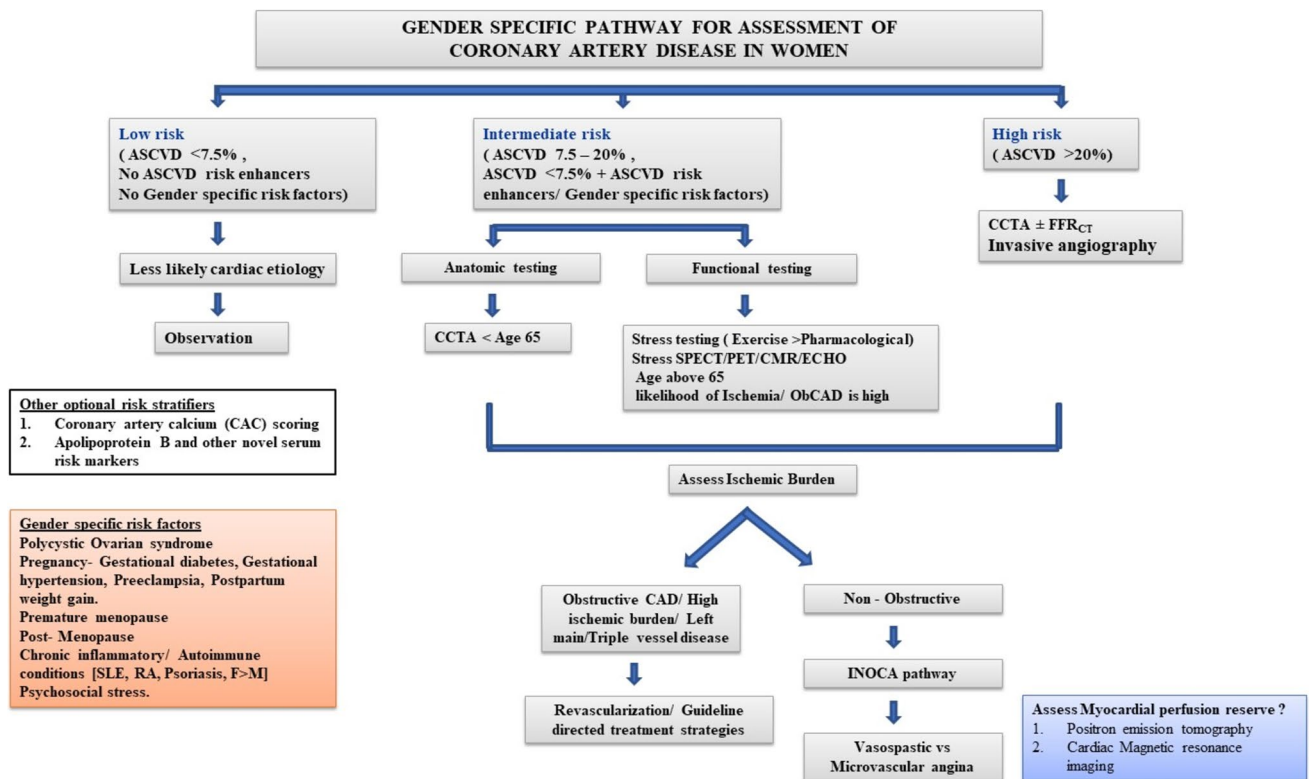 GENDER SPECIFIC PATHWAY FOR ASSESSMENT OF
CORONARY ARTERY DISEASE IN WOMEN
Low risk
( ASCVD <7.5% ,
No ASCVD risk enhancers
No Gender specific risk factors)
Intermediate risk
( ASCVD 7.5 – 20% ,
ASCVD <7.5% + ASCVD risk
enhancers/ Gender specific risk factors)
High risk
( ASCVD >20%)
Less likely cardiac etiology
Observation
Anatomic testing
CCTA < Age 65
Functional testing
Stress testing ( Exercise >Pharmacological)
Stress SPECT/PET/CMR/ECHO
Age above 65
likelihood of Ischemia/ ObCAD is high
CCTA ± FFRCT
Invasive angiography
Other optional risk stratifiers
1. Coronary artery calcium (CAC) scoring
2. Apolipoprotein B and other novel serum
risk markers
Gender specific risk factors
Polycystic Ovarian syndrome
Pregnancy- Gestational diabetes, Gestational
hypertension, Preeclampsia, Postpartum
weight gain.
Premature menopause
Post- Menopause
Chronic inflammatory/ Autoimmune
conditions [SLE, RA, Psoriasis, F>M]
Psychosocial stress.
Assess Ischemic Burden
Obstructive CAD/ High
ischemic burden/ Left
main/Triple vessel disease
Revascularization/ Guideline
directed treatment strategies
Non - Obstructive
INOCA pathway
Vasospastic vs
Microvascular angina
Assess Myocardial perfusion reserve ?
1. Positron emission tomography
2. Cardiac Magnetic resonance
imaging